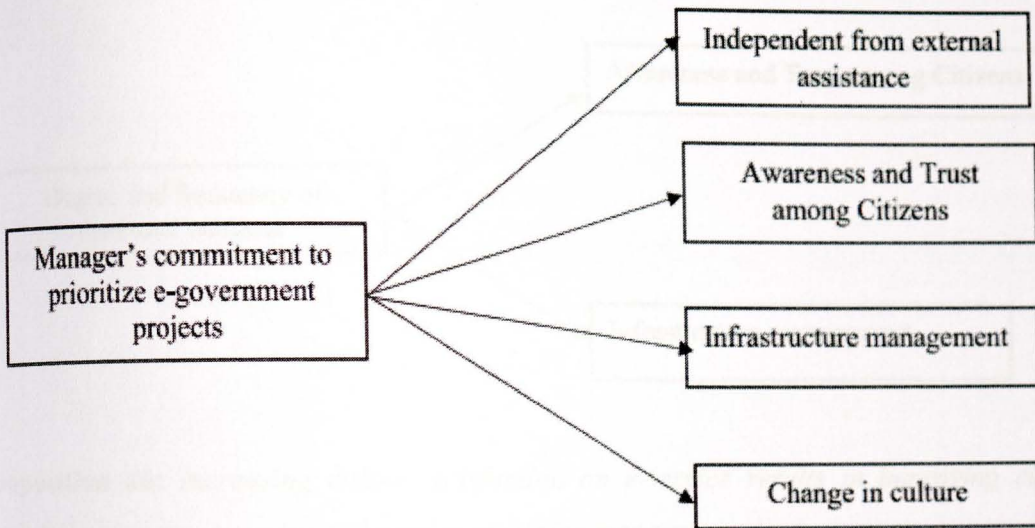 Independent from external
assistance
Awareness and Trust
among Citizens
Manager's commitment to
prioritize e-government
projects
Infrastructure management
Change in culture